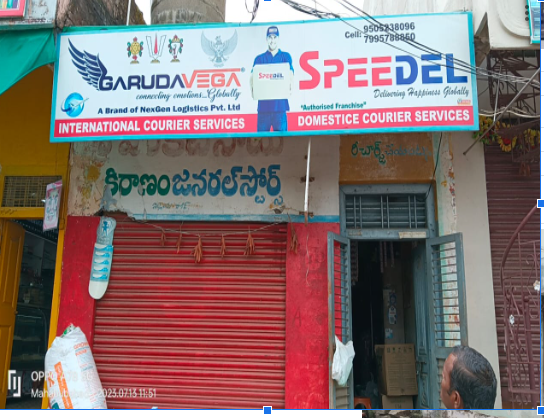 Cell: 9505238096
7995788860
GARUDAVEGA
connecting emotions...Globally
A Brand of NexGen Logistics Pvt. Ltd
INTERNATIONAL COURIER SERVICES
SPEEDEL
SPEEDEL
Delivering Happiness Globally
"Authorised Franchise"
DOMESTICE COURIER SERVICES
కిరాణంజనరల్‌స్టోర్స్
2023.07.13 11:51